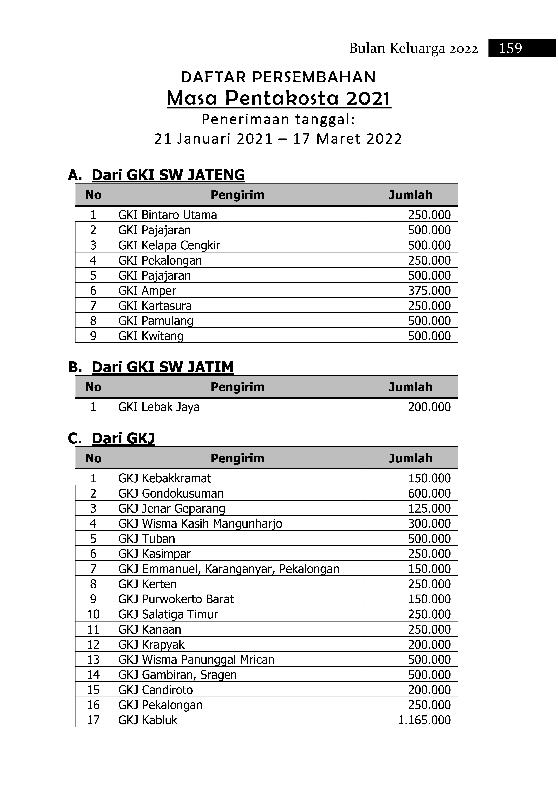 Bulan Keluarga 2022 159
DAFTAR PERSEMBAHAN
Masa Pentakosta 2021
Penerimaan tanggal:
21 Januari 2021 – 17 Maret 2022
A. Dari GKI SW JATENG
No Pengirim Jumlah
1 GKI Bintaro Utama 250.000
2 GKI Pajajaran 500.000
3 GKI Kelapa Cengkir 500.000
4 GKI Pekalongan 250.000
5 GKI Pajajaran 500.000
6 GKI Amper 375.000
7 GKI Kartasura 250.000
8 GKI Pamulang 500.000
9 GKI Kwitang 500.000
B. Dari GKI SW JATIM
No Pengirim Jumlah
1 GKI Lebak Jaya 200.000
C. Dari GKJ
No Pengirim Jumlah
1 GKJ Kebakkramat 150.000
2 GKJ Gondokusuman 600.000
3 GKJ Jenar Geparang 125.000
4 GKJ Wisma Kasih Mangunharjo 300.000
5 GKJ Tuban 500.000
6 GKJ Kasimpar 250.000
7 GKJ Emmanuel, Karanganyar, Pekalongan 150.000
8 GKJ Kerten 250.000
9 GKJ Purwokerto Barat 150.000
10 GKJ Salatiga Timur 250.000
11 GKJ Kanaan 250.000
12 GKJ Krapyak 200.000
13 GKJ Wisma Panunggal Mrican 500.000
14 GKJ Gambiran, Sragen 500.000
15 GKJ Candiroto 200.000
16 GKJ Pekalongan 250.000
17 GKJ Kabluk 1.165.000